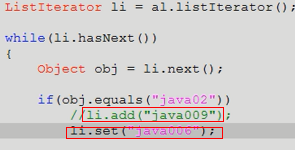 ListIterator li = al.listIterator();
while(li.hasNext())
{
Object obj = li.next();
if(obj.equals("java02"))
//li.add("java009");
li.set("java006");